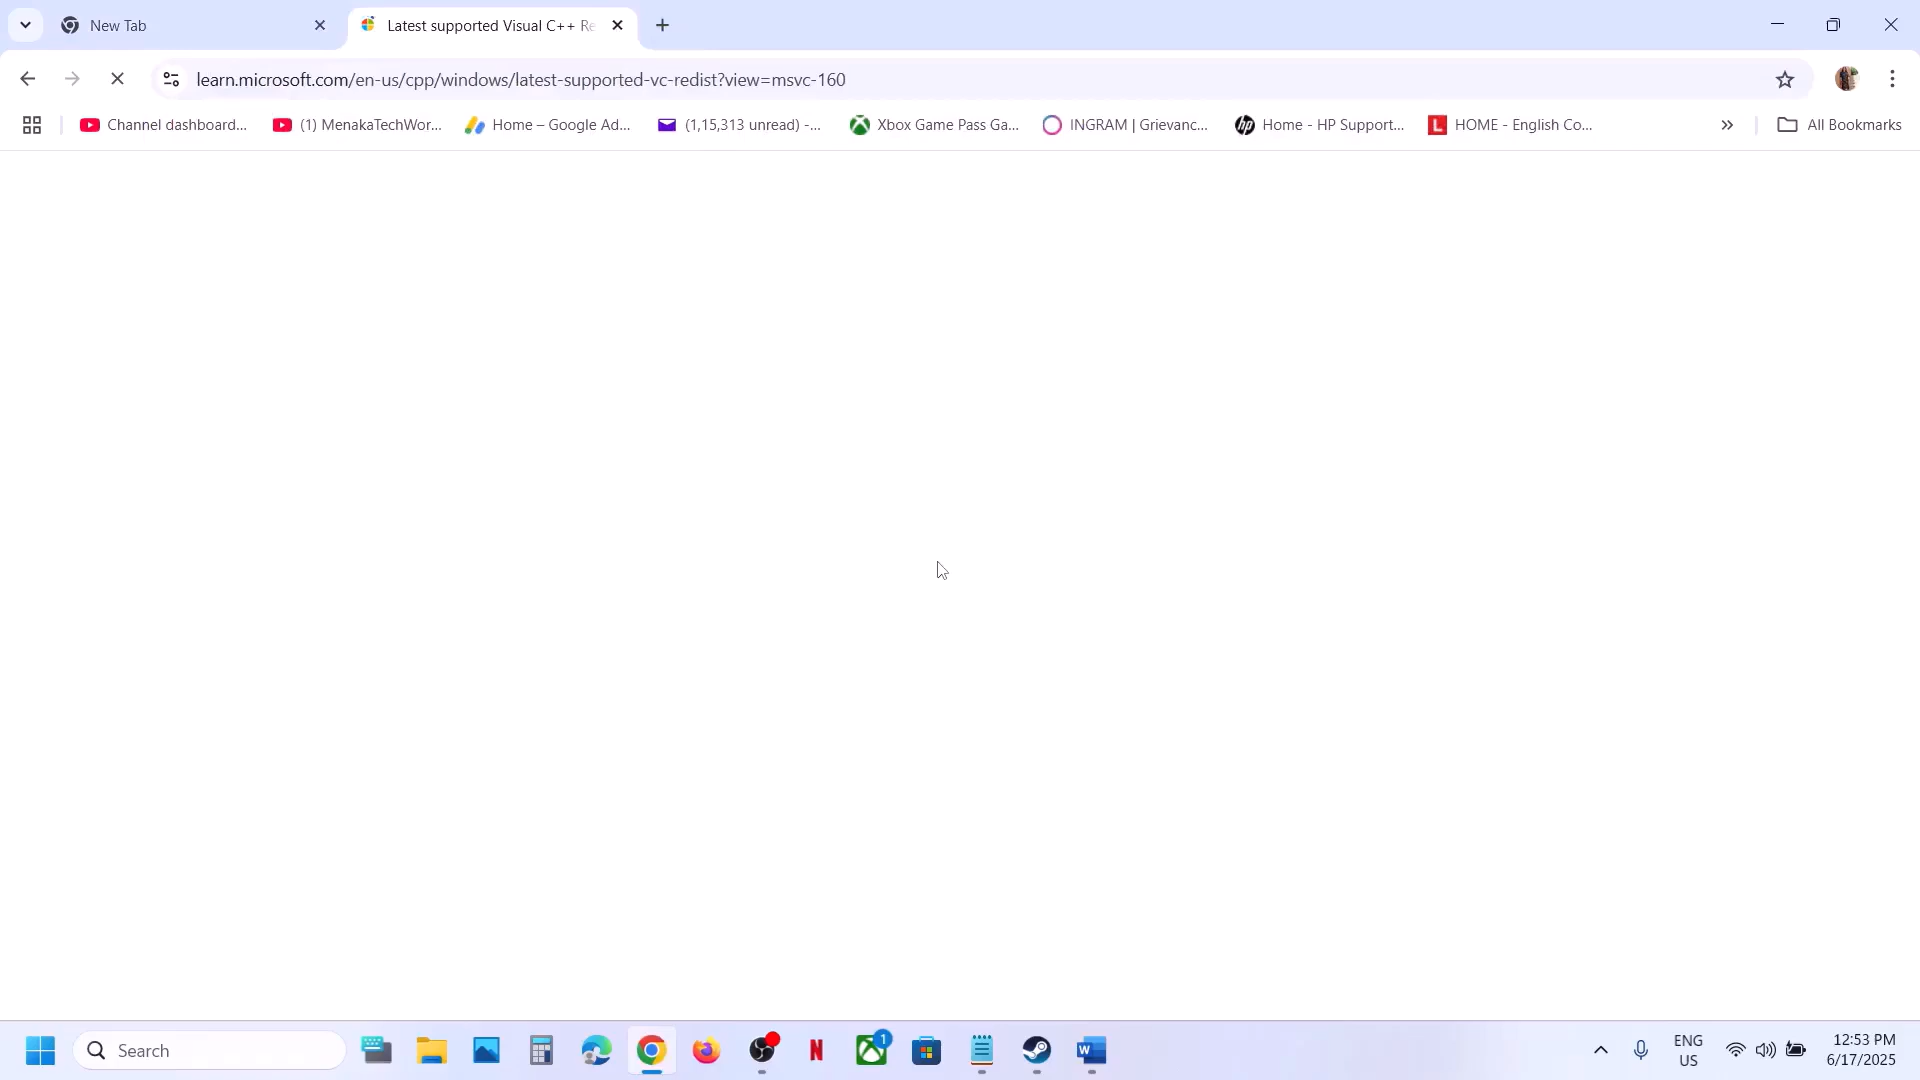 New Tab
Latest supported Visual C++ Re
learn.microsoft.com/en-us/cpp/windows/latest-supported-vc-redist?view=msvc-160
Channel dashboard...
(1) MenakaTechWor...
Home – Google Ad...
(1,15,313 unread) -...
Xbox Game Pass Ga...
INGRAM | Grievanc...
Home - HP Support...
HOME - English Co...
All Bookmarks
Search
1
ENG
US
12:53 PM
6/17/2025